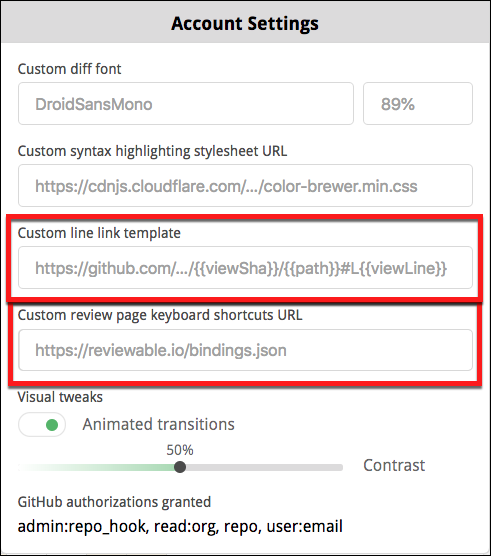 Account Settings
Custom diff font
DroidSansMono 89%
Custom syntax highlighting stylesheet URL
https://cdnjs.cloudflare.com/.../color-brewer.min.css
Custom line link template
https://github.com/.../{{viewSha}}/{{path}}#L{{viewLine}}
Custom review page keyboard shortcuts URL
https://reviewable.io/bindings.json
Visual tweaks
Animated transitions
50%
Contrast
GitHub authorizations granted
admin:repo_hook, read:org, repo, user:email